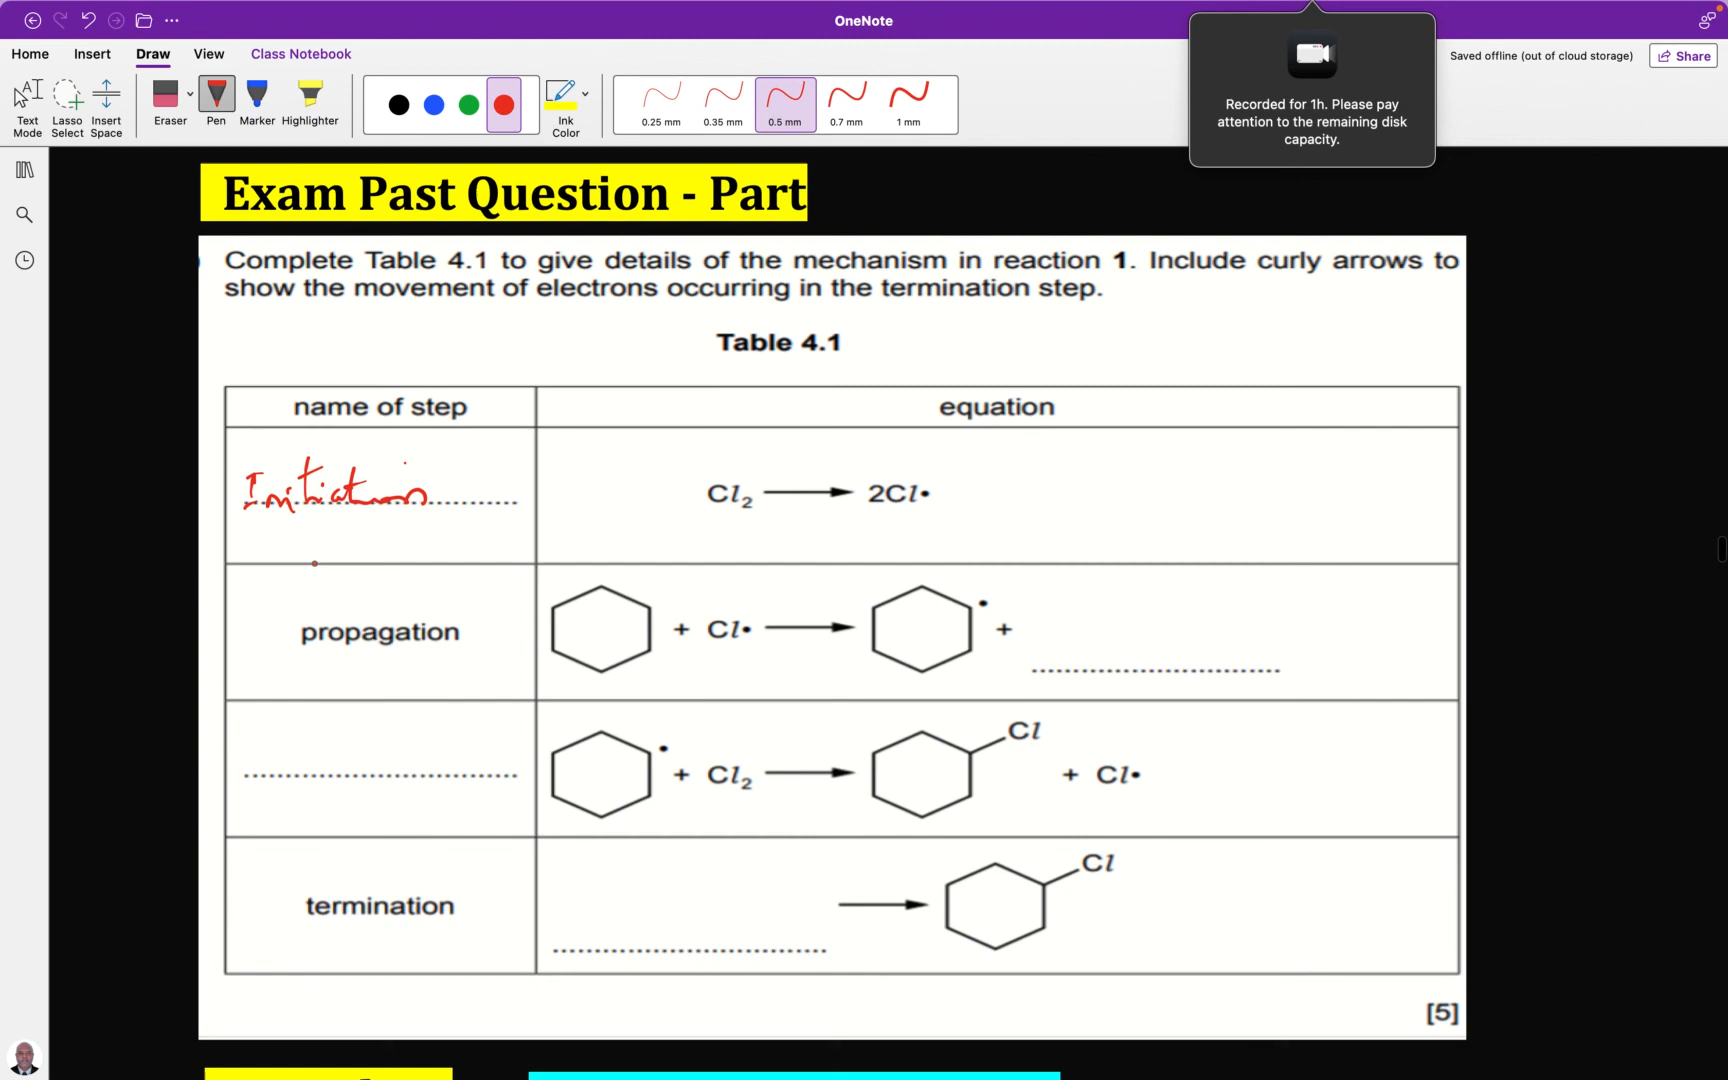 OneNote
Home Insert Draw View Class Notebook
Recorded for 1h. Please pay
attention to the remaining disk
capacity.
Saved offline (out of cloud storage)
Share
Text
Mode
Lasso
Select
Insert
Space
Eraser
Pen
Marker
Highlighter
Ink
Color
0.25 mm
0.35 mm
0.5 mm
0.7 mm
1 mm
Exam Past Question - Part
Complete Table 4.1 to give details of the mechanism in reaction 1. Include curly arrows to
show the movement of electrons occurring in the termination step.
Table 4.1
name of step equation
Initiation Cl₂ ⟶ 2Cl•
propagation + Cl• ⟶ • +
• + Cl₂ ⟶ Cl + Cl•
termination ⟶ Cl
[5]